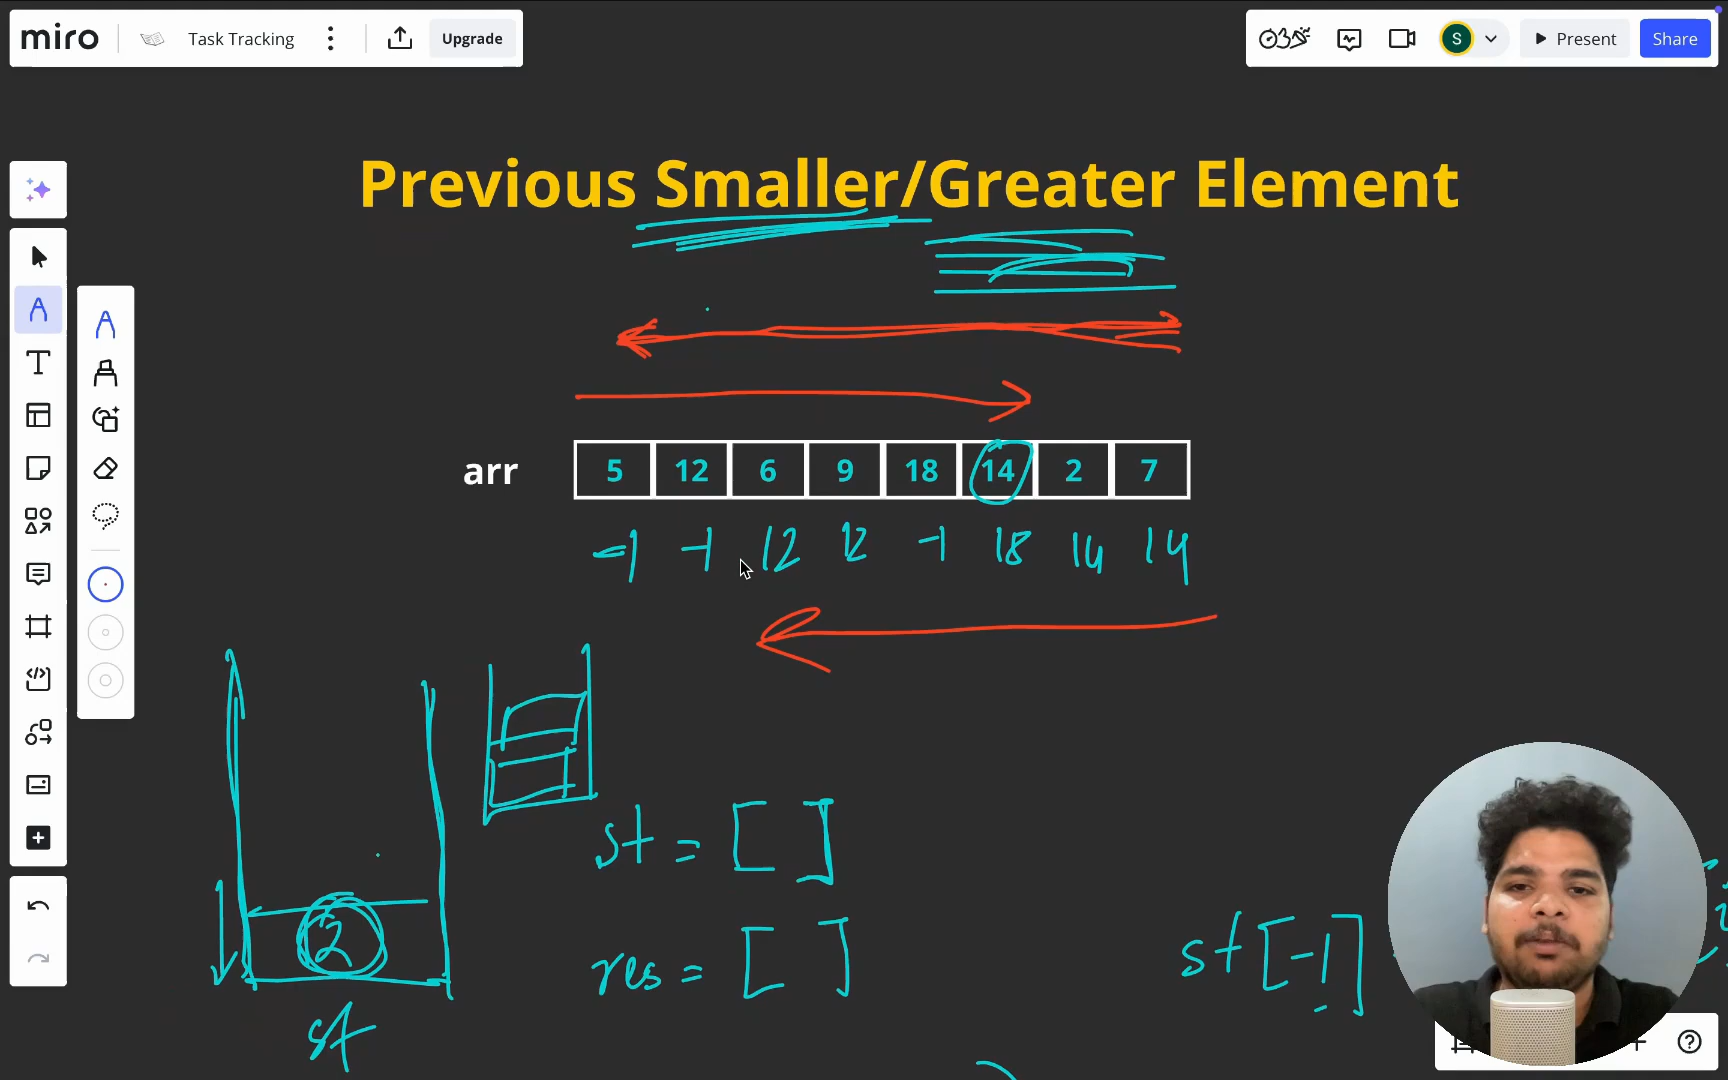 miro Task Tracking Upgrade
S Present Share
Previous Smaller/Greater Element
arr 5 12 6 9 18 14 2 7
-1 -1 12 12 -1 18 14 14
st = [ ]
res = [ ]
2
st
st[-1]